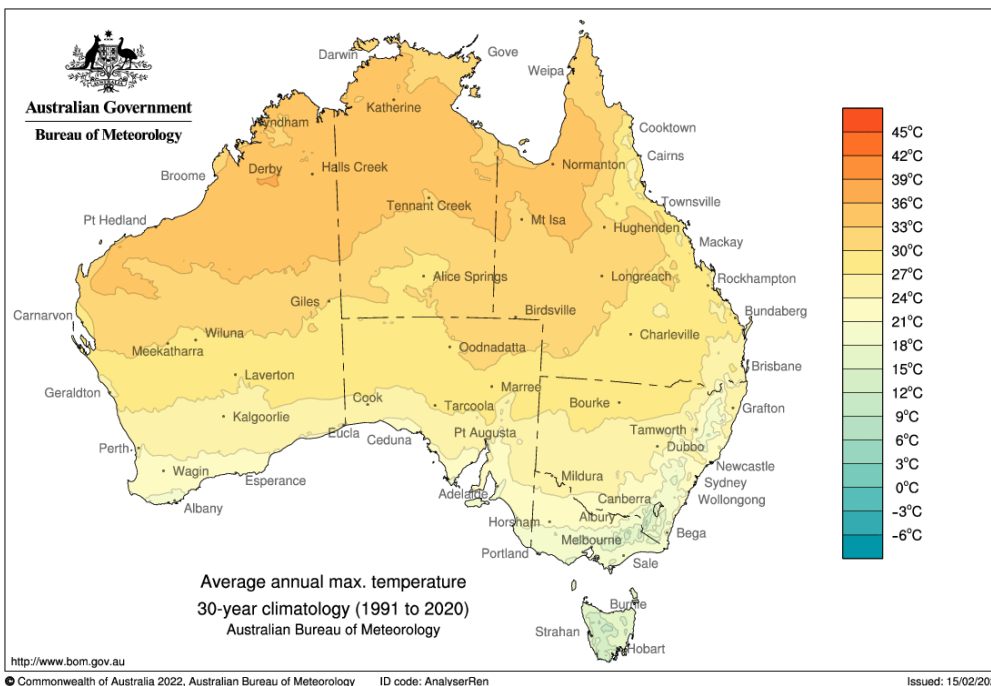 Australian Government
Bureau of Meteorology
Darwin
Gove
Weipa
Katherine
Wyndham
Cooktown
Cairns
Derby
Halls Creek
Normanton
Broome
Tennant Creek
Townsville
Pt Hedland
Mt Isa
Hughenden
Mackay
Alice Springs
Longreach
Rockhampton
Giles
Carnarvon
Birdsville
Bundaberg
Wiluna
Charleville
Meekatharra
Oodnadatta
Brisbane
Laverton
Marree
Geraldton
Cook
Tarcoola
Bourke
Grafton
Kalgoorlie
Eucla
Ceduna
Pt Augusta
Tamworth
Perth
Dubbo
Wagin
Newcastle
Esperance
Mildura
Sydney
Adelaide
Canberra
Wollongong
Albany
Horsham
Albury
Bega
Melbourne
Portland
Sale
Burnie
Strahan
Hobart
45°C
42°C
39°C
36°C
33°C
30°C
27°C
24°C
21°C
18°C
15°C
12°C
9°C
6°C
3°C
0°C
-3°C
-6°C
Average annual max. temperature
30-year climatology (1991 to 2020)
Australian Bureau of Meteorology
http://www.bom.gov.au
© Commonwealth of Australia 2022, Australian Bureau of Meteorology ID code: AnalyserRen Issued: 15/02/20